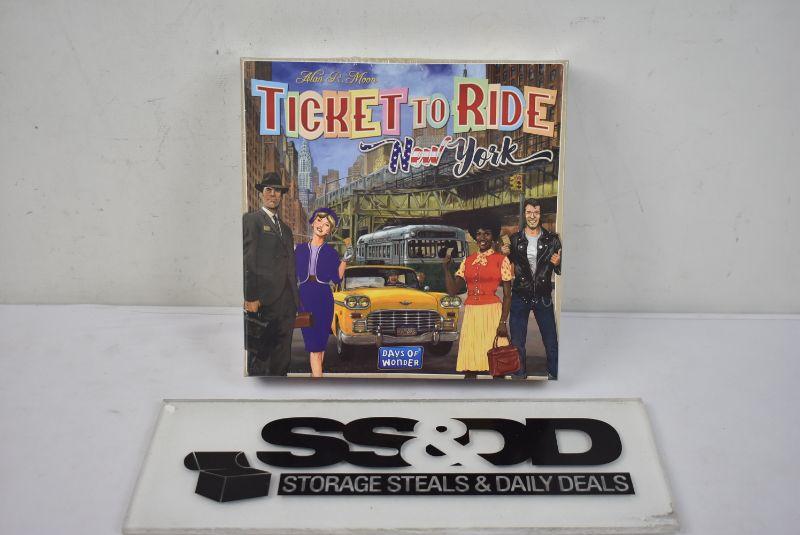 Alan R. Moon
TICKET TO RIDE
New York
DAYS OF
WONDER
SS&DD
STORAGE STEALS & DAILY DEALS